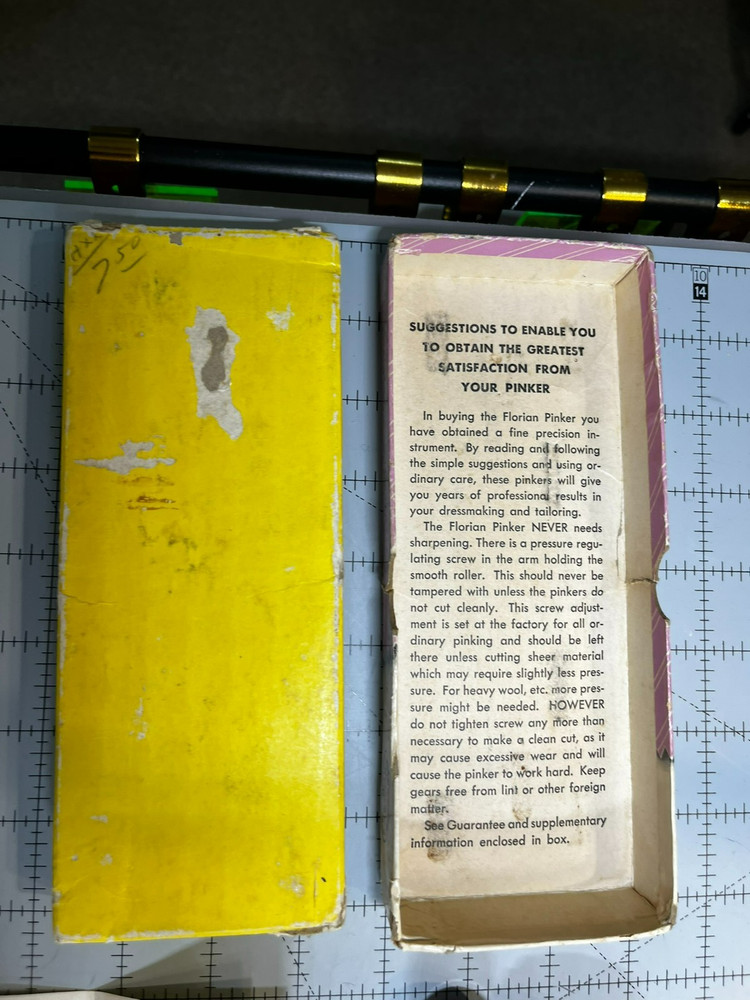 7 50
10
14
SUGGESTIONS TO ENABLE YOU
TO OBTAIN THE GREATEST
SATISFACTION FROM
YOUR PINKER
In buying the Florian Pinker you
have obtained a fine precision in-
strument. By reading and following
the simple suggestions and using or-
dinary care, these pinkers will give
you years of professional results in
your dressmaking and tailoring.
The Florian Pinker NEVER needs
sharpening. There is a pressure regu-
lating screw in the arm holding the
smooth roller. This should never be
tampered with unless the pinkers do
not cut cleanly. This screw adjust-
ment is set at the factory for all or-
dinary pinking and should be left
there unless cutting sheer material
which may require slightly less pres-
sure. For heavy wool, etc. more pres-
sure might be needed. HOWEVER
do not tighten screw any more than
necessary to make a clean cut, as it
may cause excessive wear and will
cause the pinker to work hard. Keep
gears free from lint or other foreign
matter.
See Guarantee and supplementary
information enclosed in box.